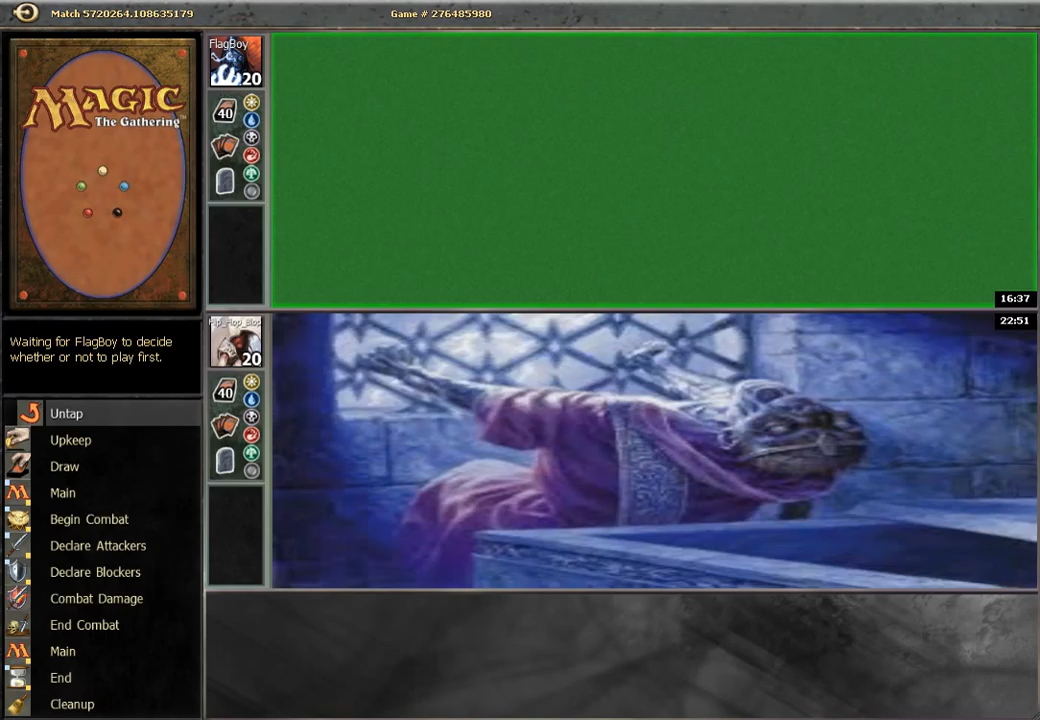 Match 5720264.108635179
Game # 276485980
MAGIC
The Gathering
FlagBoy
20
40
16:37
22:51
20
40
Waiting for FlagBoy to decide
whether or not to play first.
Untap
Upkeep
Draw
Main
Begin Combat
Declare Attackers
Declare Blockers
Combat Damage
End Combat
Main
End
Cleanup